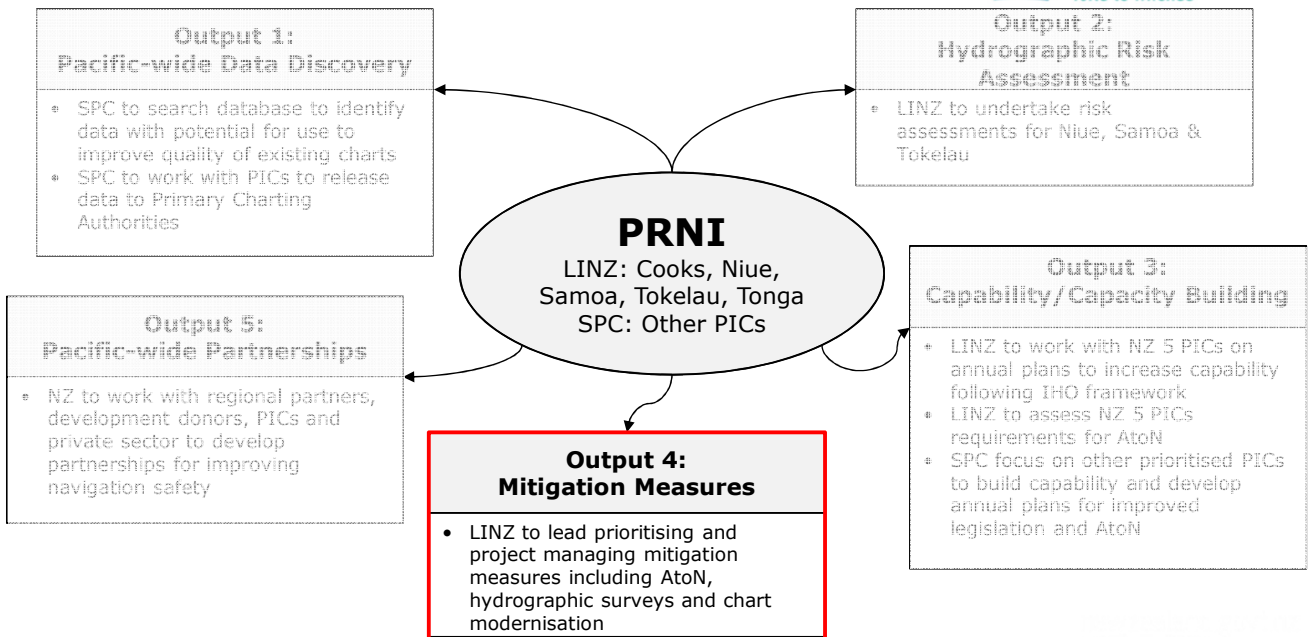 Output 1:
Pacific-wide Data Discovery
• SPC to search database to identify
data with potential for use to
improve quality of existing charts
• SPC to work with PICs to release
data to Primary Charting
Authorities
Output 2:
Hydrographic Risk
Assessment
• LINZ to undertake risk
assessments for Niue, Samoa &
Tokelau
PRNI
LINZ: Cooks, Niue,
Samoa, Tokelau, Tonga
SPC: Other PICs
Output 3:
Capability/Capacity Building
• LINZ to work with NZ 5 PICs on
annual plans to increase capability
following IHO framework
• LINZ to assess NZ 5 PICs
requirements for AtoN
• SPC focus on other prioritised PICs
to build capability and develop
annual plans for improved
legislation and AtoN
Output 5:
Pacific-wide Partnerships
• NZ to work with regional partners,
development donors, PICs and
private sector to develop
partnerships for improving
navigation safety
Output 4:
Mitigation Measures
• LINZ to lead prioritising and
project managing mitigation
measures including AtoN,
hydrographic surveys and chart
modernisation